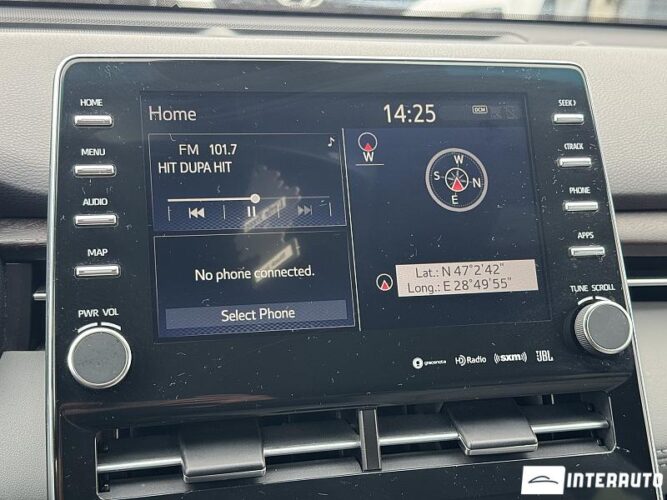 HOME
MENU
AUDIO
MAP
PWR VOL
Home
14:25
DCM
FM 101.7
HIT DUPA HIT
No phone connected.
Select Phone
W
W
S
N
E
Lat.: N 47°2'42"
Long.: E 28°49'55"
gracenote
HD Radio
((SXM))
JBL
SEEK>
<TRACK
PHONE
APPS
TUNE SCROLL
INTERAUTO